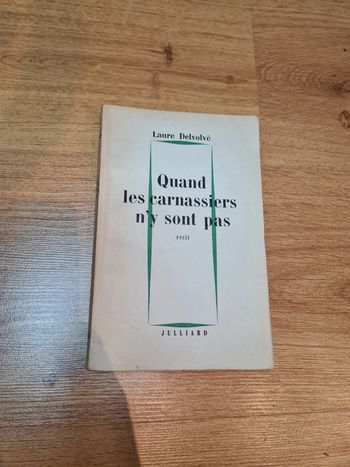 Laure Delvolvé
Quand
les carnassiers
n'y sont pas
récit
JULLIARD